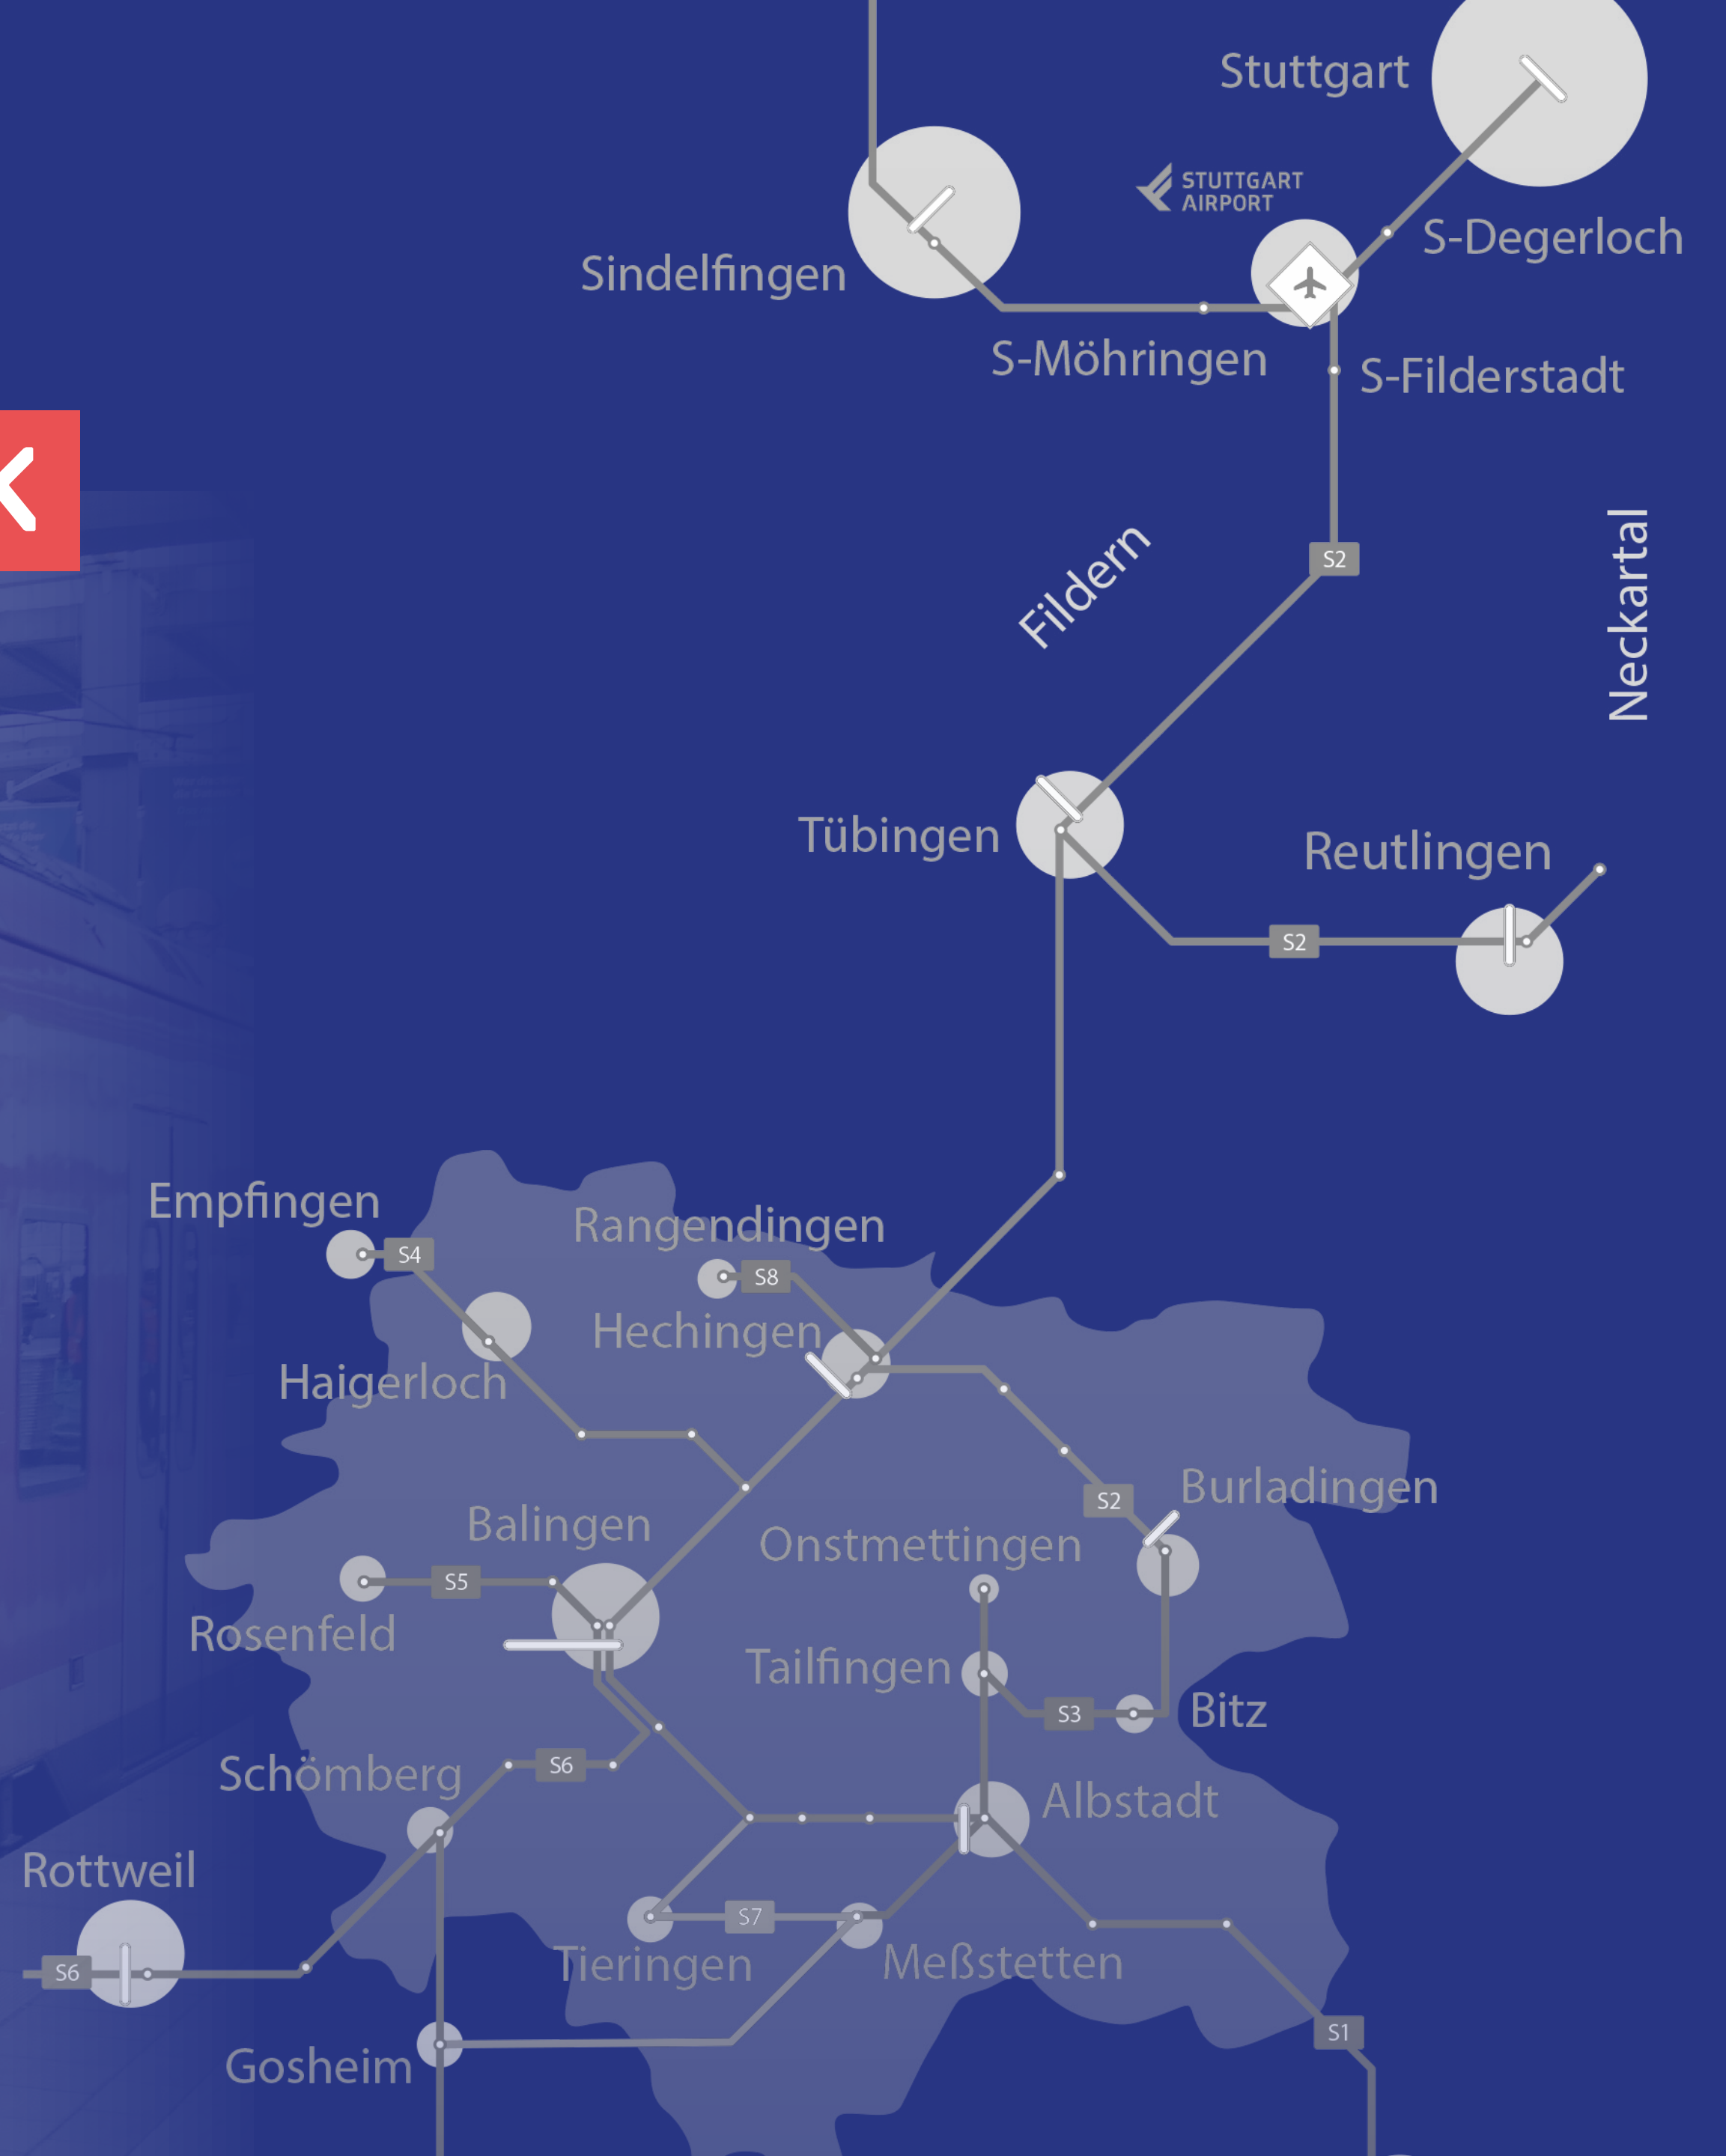 Stuttgart
STUTTGART
AIRPORT
S-Degerloch
Sindelfingen
S-Möhringen
S-Filderstadt
S2
Fildern
Neckartal
Tübingen
Reutlingen
S2
Empfingen
S4
Rangendingen
S8
Hechingen
Haigerloch
Burladingen
S2
Balingen
Onstmettingen
S5
Rosenfeld
Tailfingen
S3
Bitz
S6
Schömberg
Albstadt
Rottweil
S7
Tieringen
Meßstetten
S6
S1
Gosheim